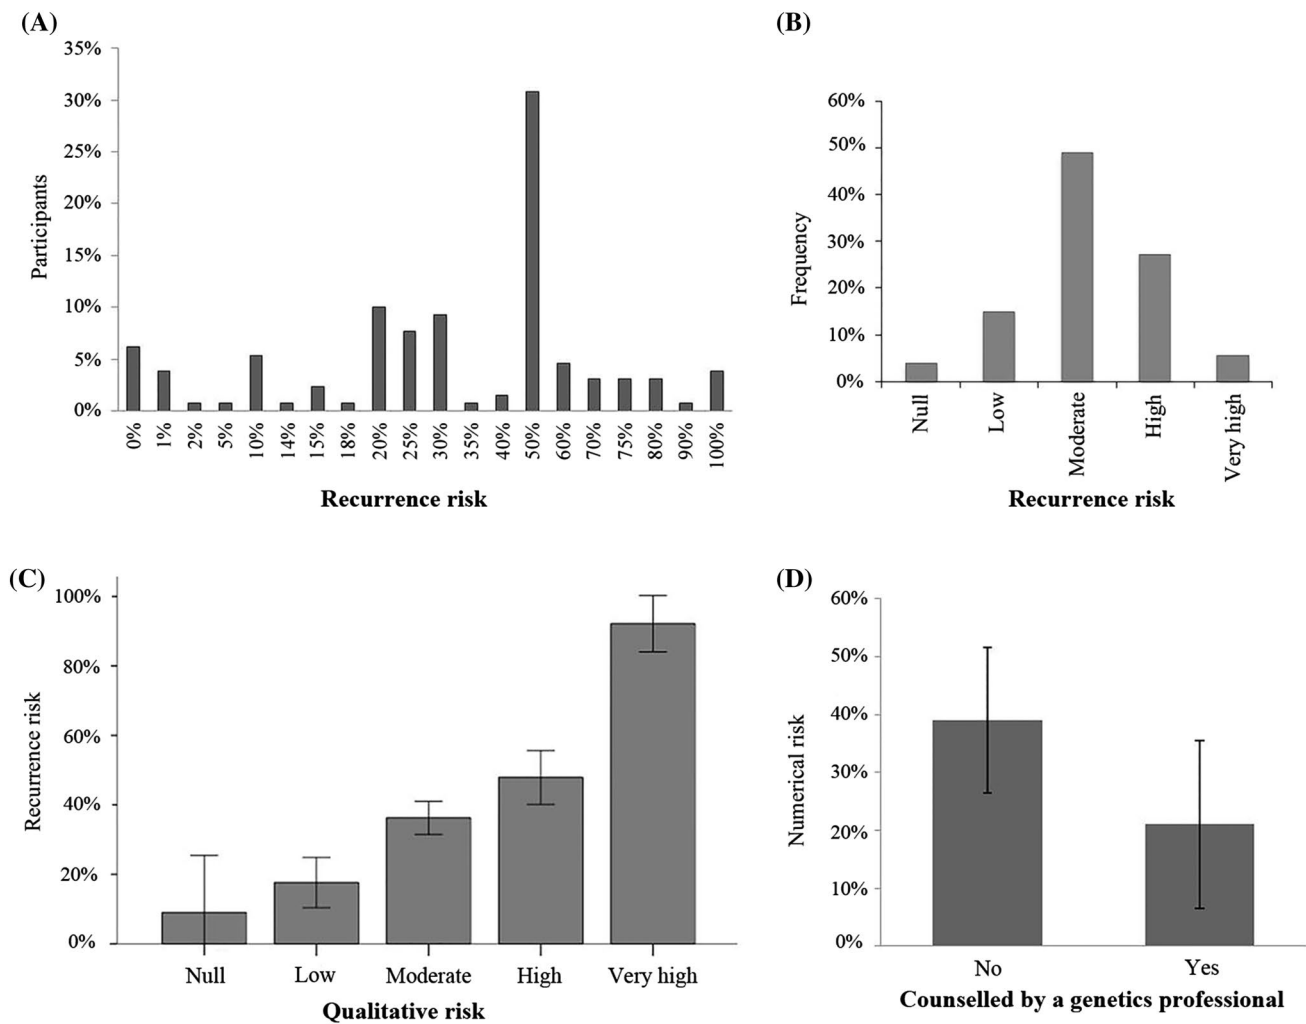 (A)
35%
30%
25%
20%
15%
10%
5%
0%
Participants
0% 1% 2% 5% 10% 14% 15% 18% 20% 25% 30% 35% 40% 50% 60% 70% 75% 80% 90% 100%
Recurrence risk
(B)
60%
50%
40%
30%
20%
10%
0%
Frequency
Null Low Moderate High Very high
Recurrence risk
(C)
100%
80%
60%
40%
20%
0%
Recurrence risk
Null Low Moderate High Very high
Qualitative risk
(D)
60%
50%
40%
30%
20%
10%
0%
Numerical risk
No Yes
Counselled by a genetics professional